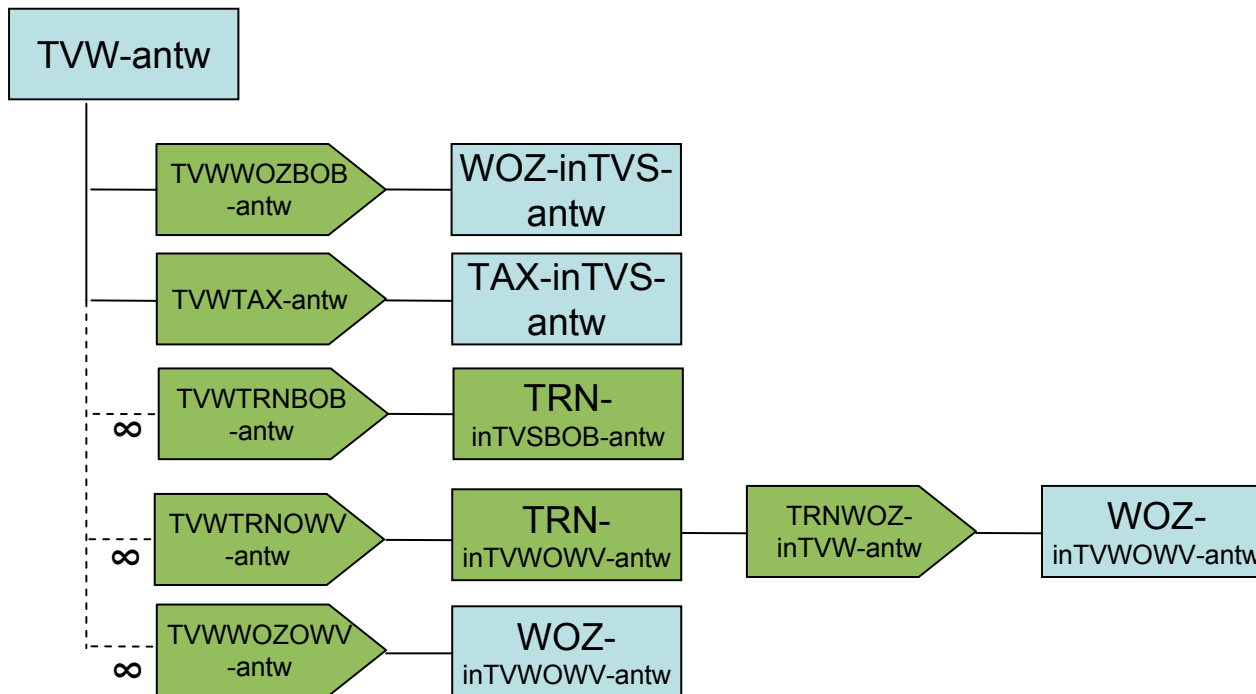 TVW-antw
TVWWOZBOB
-antw
WOZ-inTVS-
antw
TVWTAX-antw
TAX-inTVS-
antw
TVWTRNBOB
-antw
∞
TRN-
inTVSBOB-antw
TVWTRNOWV
-antw
∞
TRN-
inTVWOWV-antw
TRNWOZ-
inTVW-antw
WOZ-
inTVWOWV-antw
TVWWOZOWV
-antw
∞
WOZ-
inTVWOWV-antw